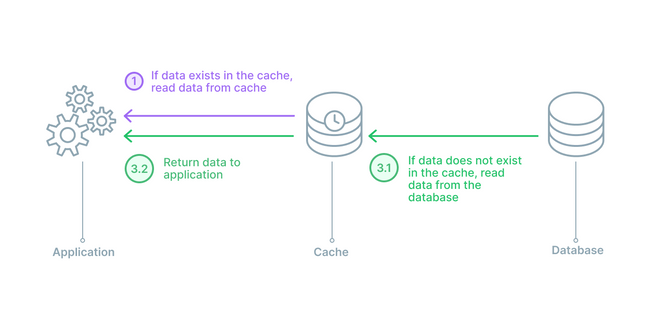 1
If data exists in the cache,
read data from cache
3.2
Return data to
application
3.1
If data does not exist
in the cache, read
data from the
database
Application
Cache
Database